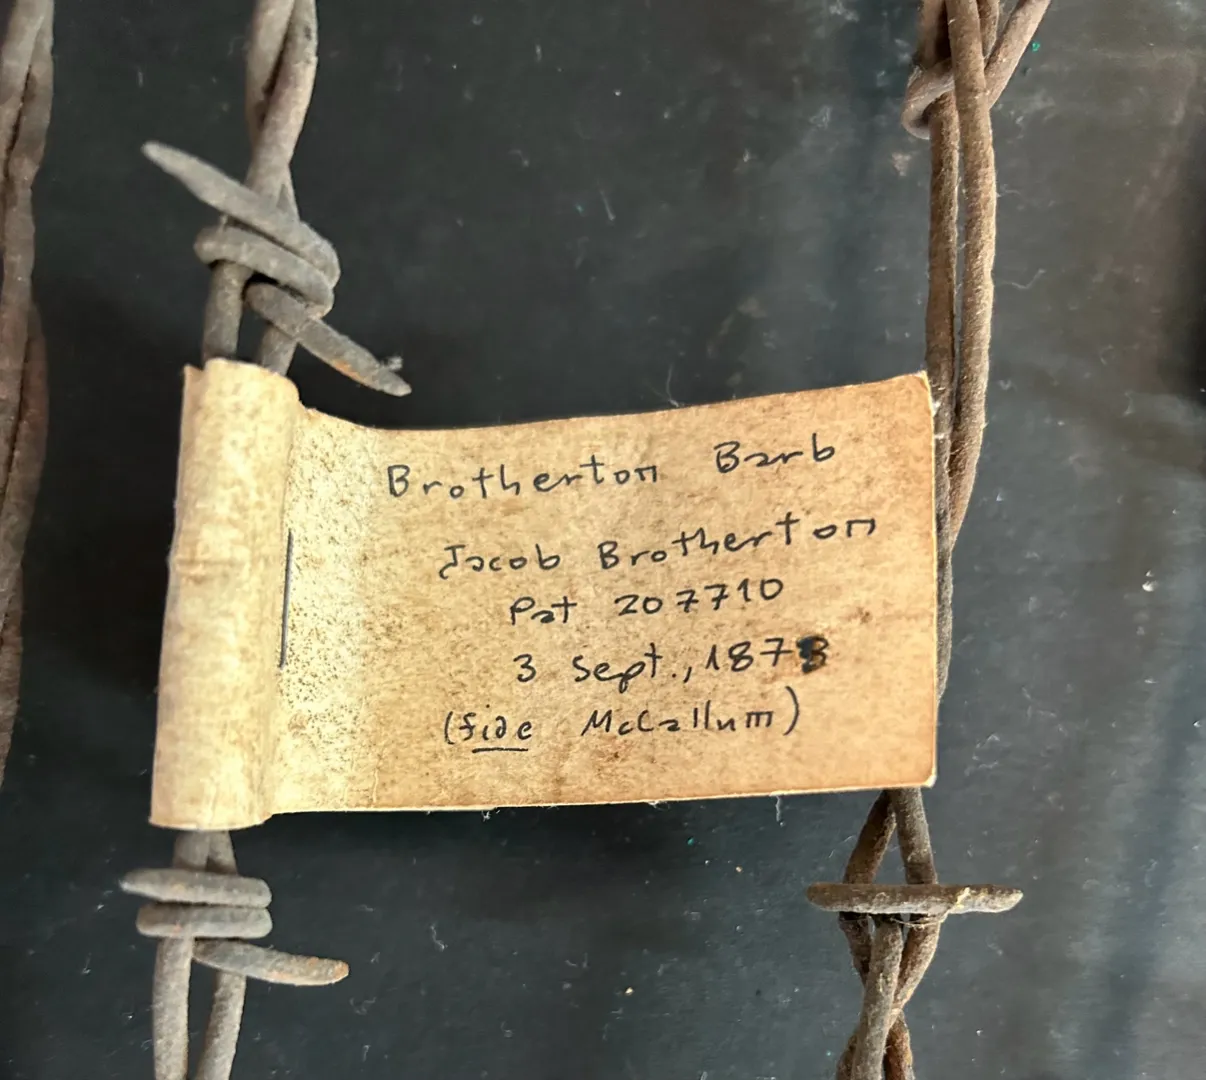 Brotherton Barb
Jacob Brotherton
Pat 207710
3 Sept., 1878
(fide McCallum)